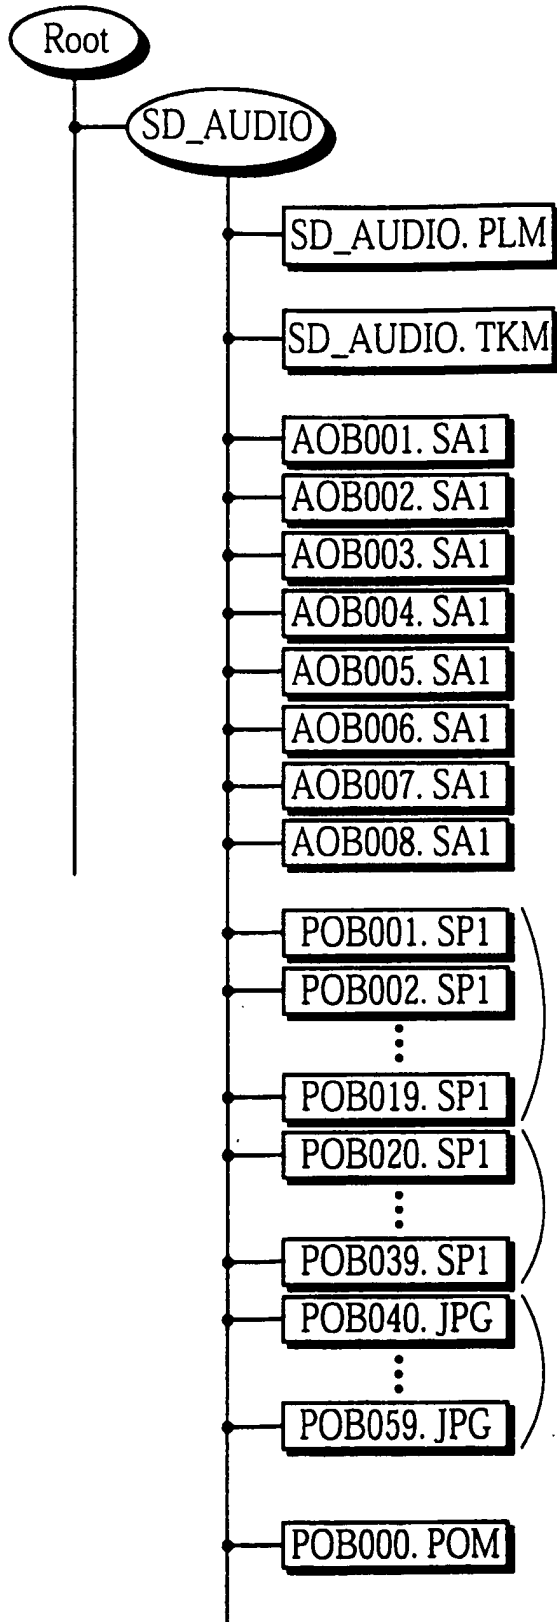 Root
SD_AUDIO
SD_AUDIO. PLM
SD_AUDIO. TKM
AOB001. SA1
AOB002. SA1
AOB003. SA1
AOB004. SA1
AOB005. SA1
AOB006. SA1
AOB007. SA1
AOB008. SA1
POB001. SP1
POB002. SP1
POB019. SP1
POB020. SP1
POB039. SP1
POB040. JPG
POB059. JPG
POB000. POM